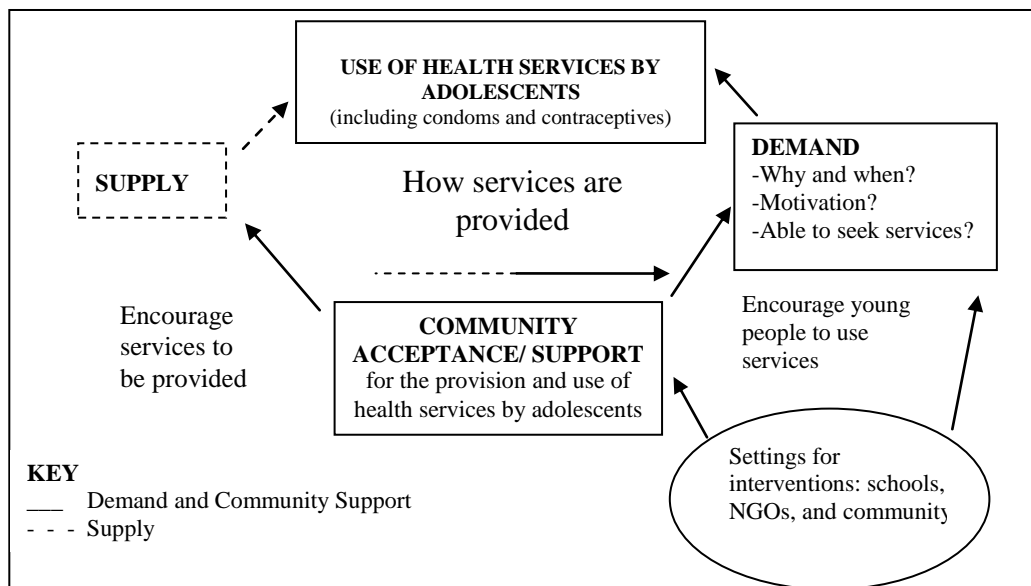 USE OF HEALTH SERVICES BY
ADOLESCENTS
(including condoms and contraceptives)
SUPPLY
How services are
provided
DEMAND
-Why and when?
-Motivation?
-Able to seek services?
Encourage
services to
be provided
COMMUNITY
ACCEPTANCE/ SUPPORT
for the provision and use of
health services by adolescents
Encourage young
people to use
services
Settings for
interventions: schools,
NGOs, and community
KEY
___ Demand and Community Support
- - - Supply